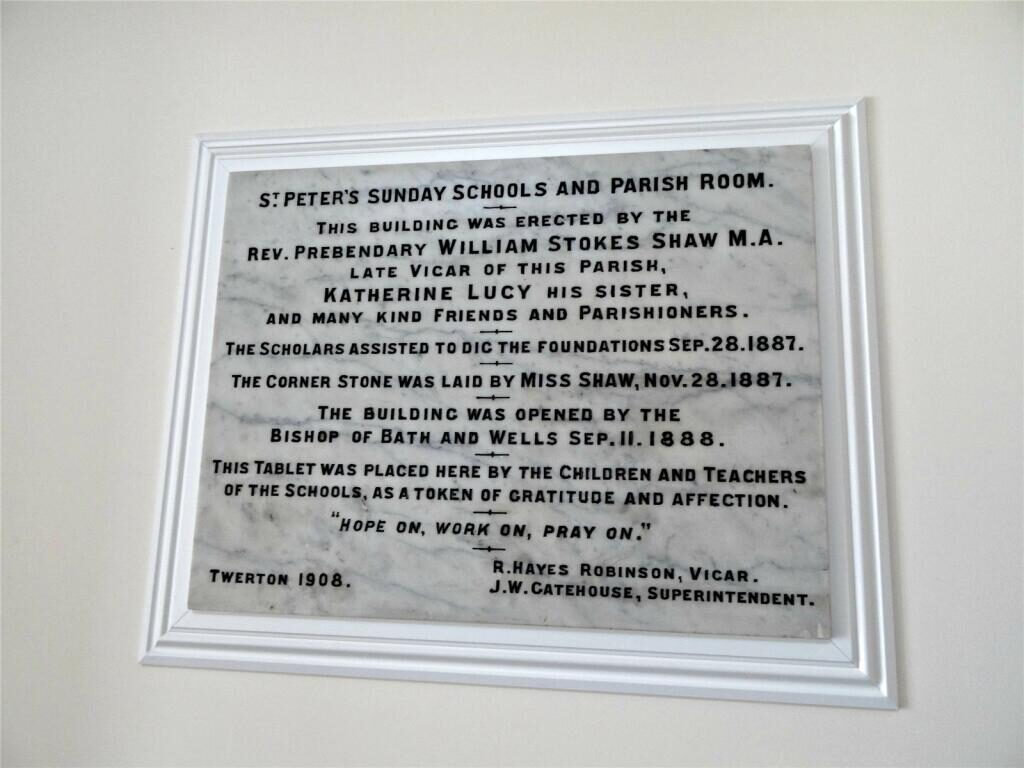 ST. PETER'S SUNDAY SCHOOLS AND PARISH ROOM.
THIS BUILDING WAS ERECTED BY THE
REV. PREBENDARY WILLIAM STOKES SHAW M.A.
LATE VICAR OF THIS PARISH,
KATHERINE LUCY HIS SISTER,
AND MANY KIND FRIENDS AND PARISHIONERS.
THE SCHOLARS ASSISTED TO DIG THE FOUNDATIONS SEP. 28. 1887.
THE CORNER STONE WAS LAID BY MISS SHAW, NOV. 28. 1887.
THE BUILDING WAS OPENED BY THE
BISHOP OF BATH AND WELLS SEP. 11. 1888.
THIS TABLET WAS PLACED HERE BY THE CHILDREN AND TEACHERS
OF THE SCHOOLS, AS A TOKEN OF GRATITUDE AND AFFECTION.
"HOPE ON, WORK ON, PRAY ON."
R. HAYES ROBINSON, VICAR.
TWERTON 1908.
J. W. GATEHOUSE, SUPERINTENDENT.